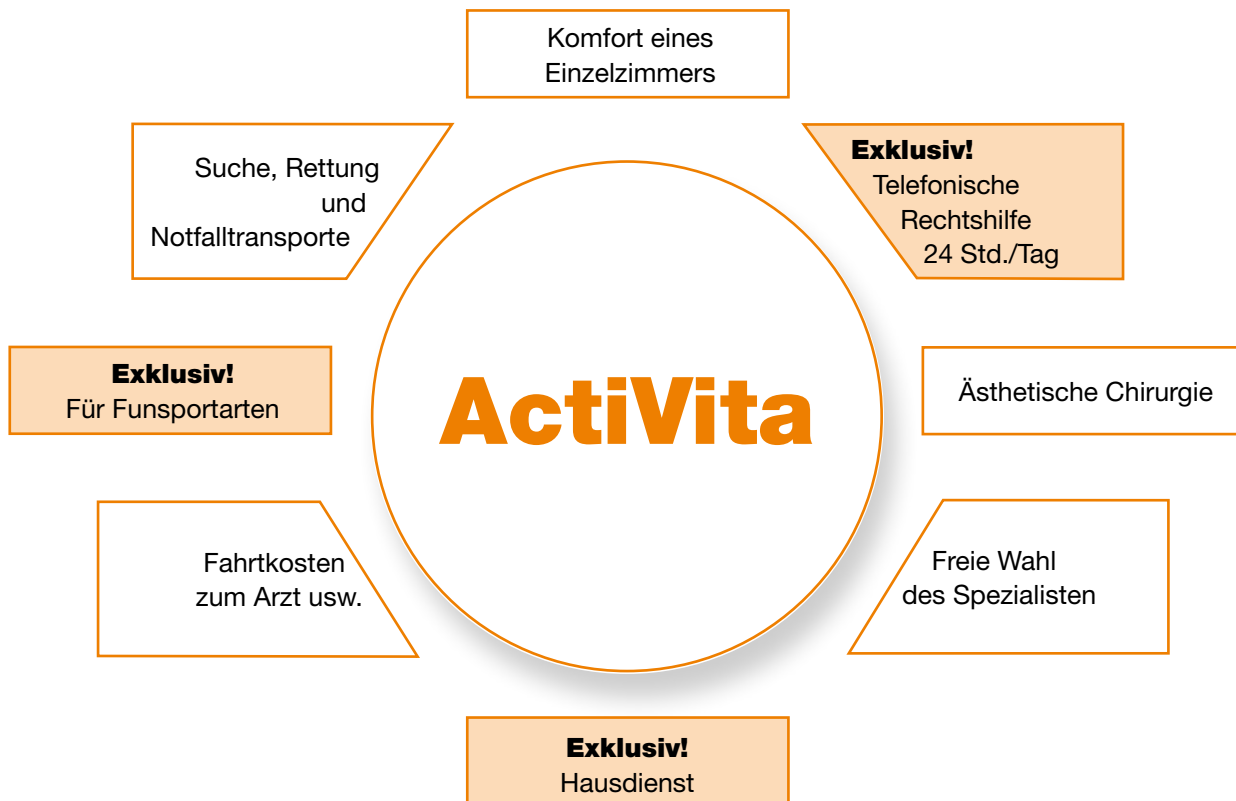 Komfort eines
Einzelzimmers
Suche, Rettung
und
Notfalltransporte
Exklusiv!
Telefonische
Rechtshilfe
24 Std./Tag
Exklusiv!
Für Funsportarten
ActiVita
Ästhetische Chirurgie
Fahrtkosten
zum Arzt usw.
Freie Wahl
des Spezialisten
Exklusiv!
Hausdienst